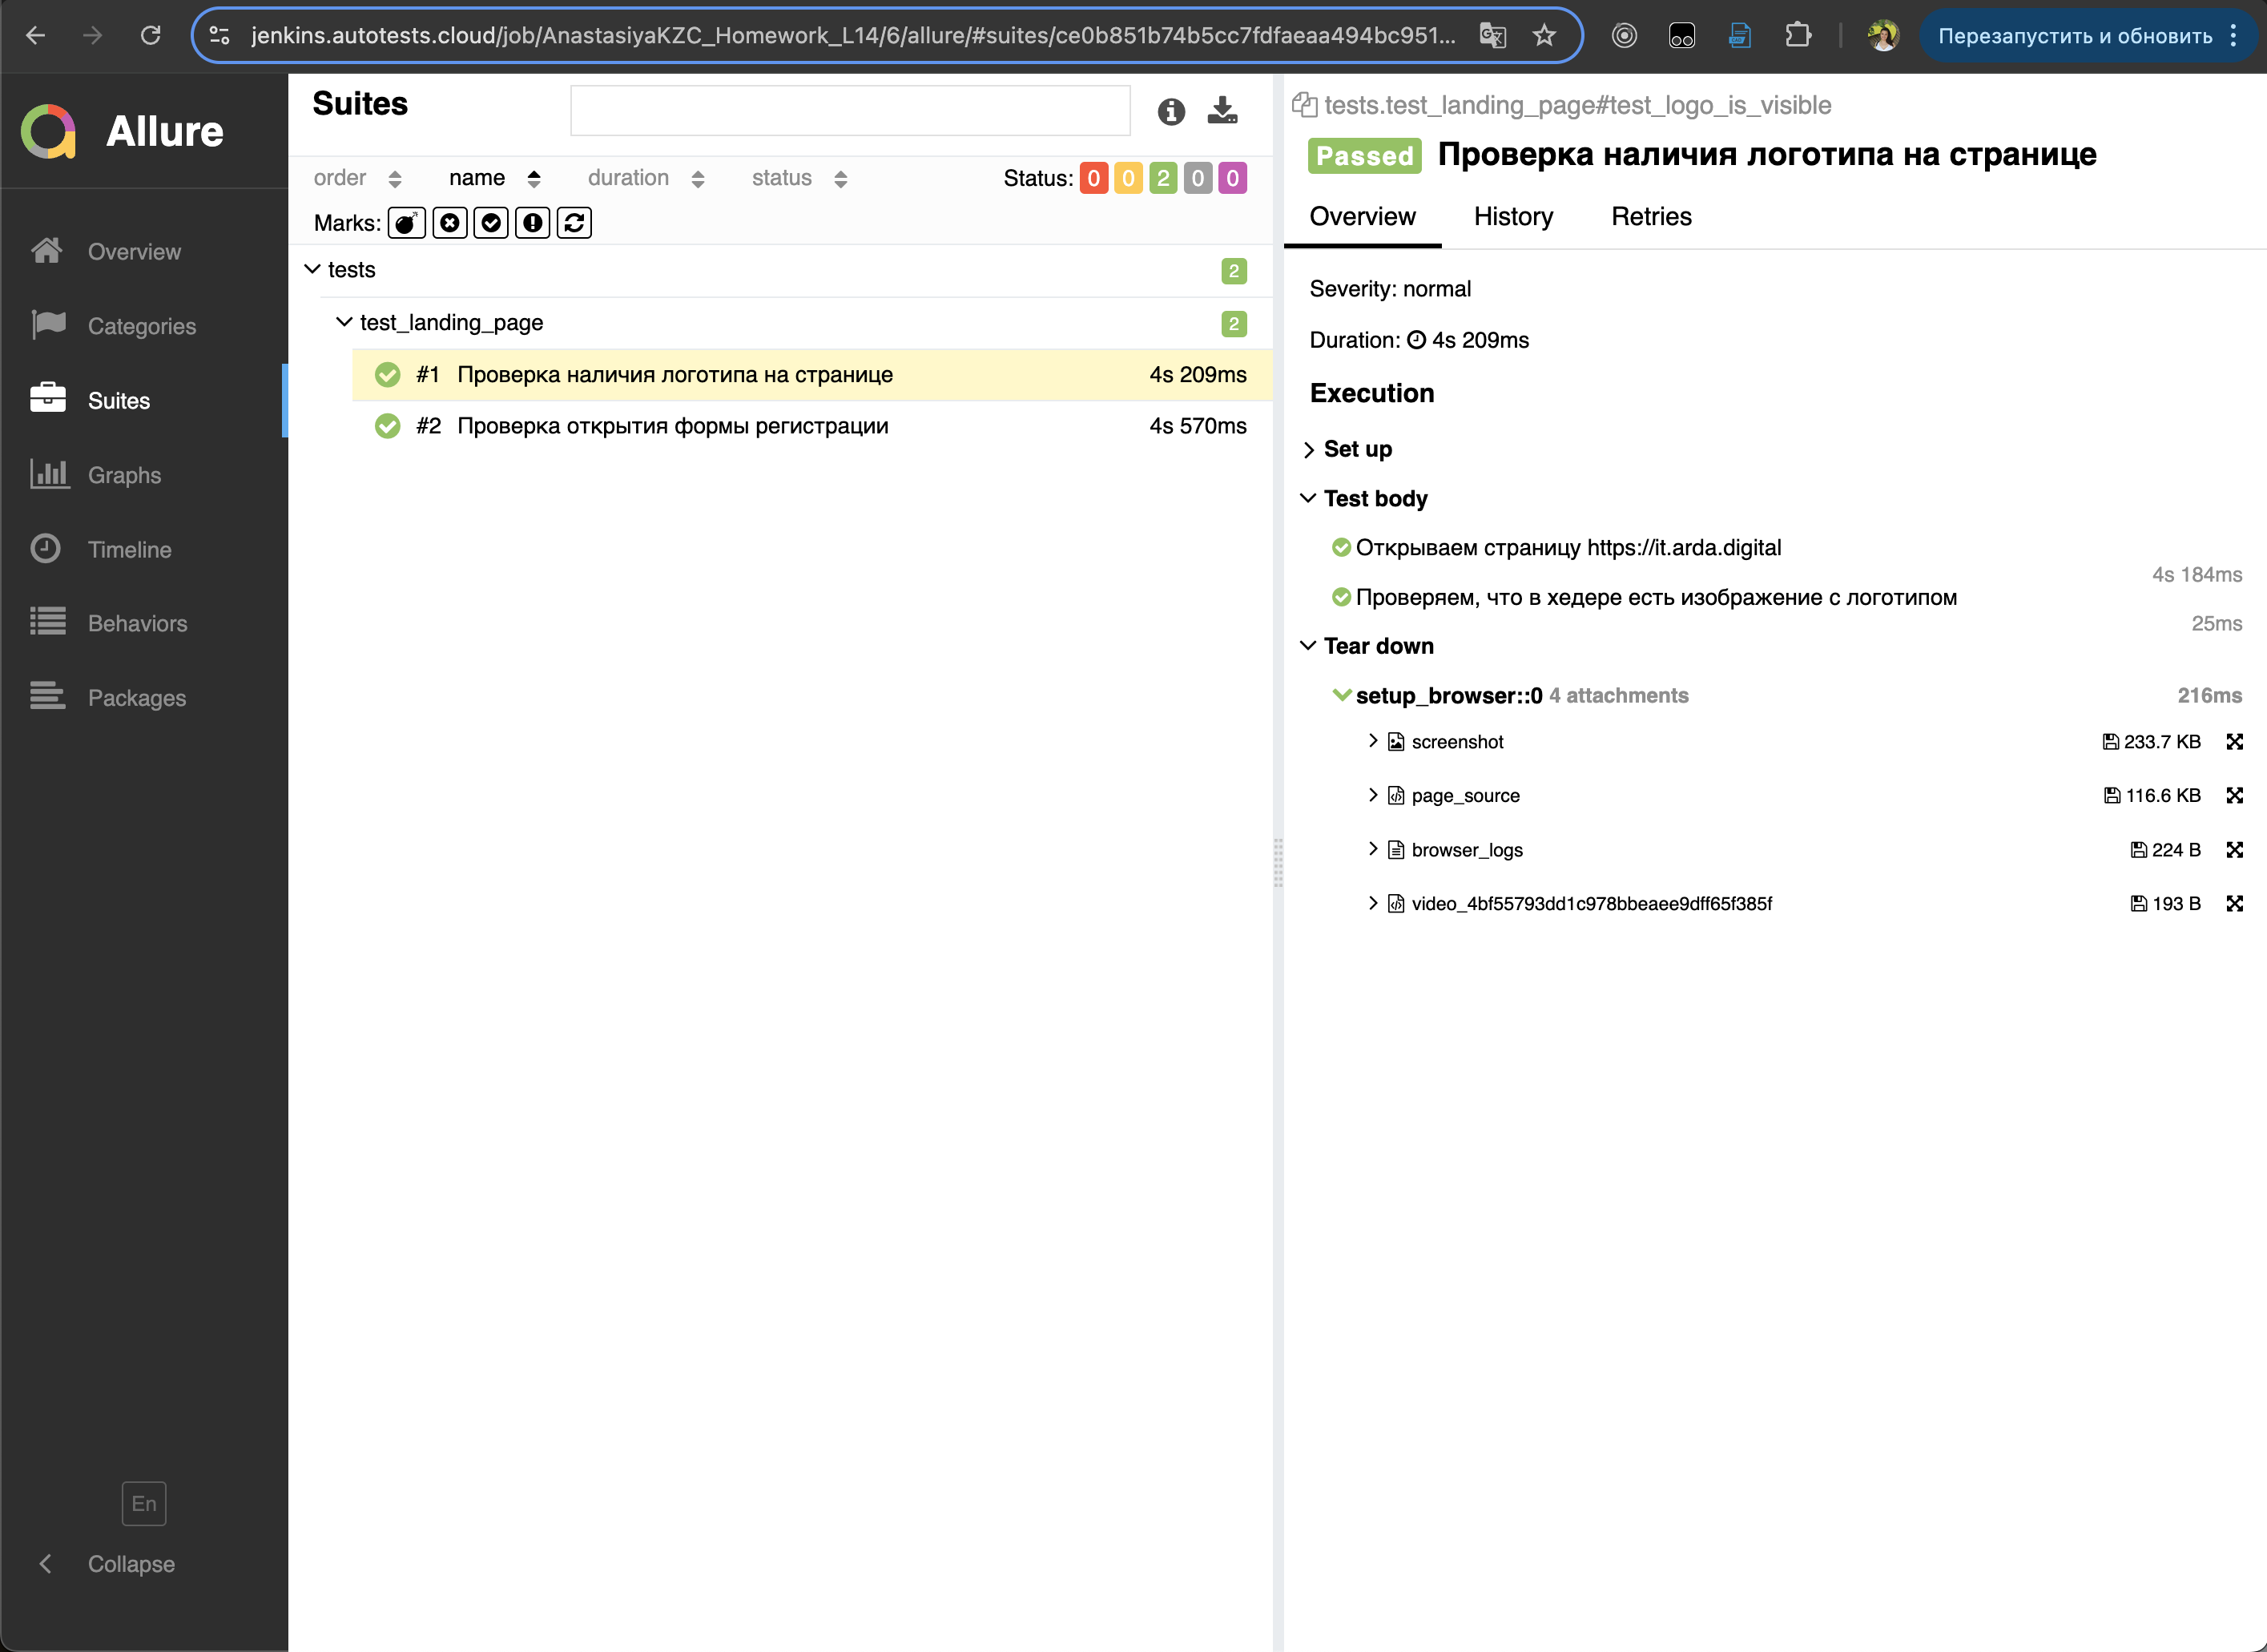 jenkins.autotests.cloud/job/AnastasiyaKZC_Homework_L14/6/allure/#suites/ce0b851b74b5cc7fdfaeaa494bc951...
Перезапустить и обновить
Allure
Overview
Categories
Suites
Graphs
Timeline
Behaviors
Packages
En
Collapse
Suites
order name duration status Status: 0 0 2 0 0
Marks:
tests 2
test_landing_page 2
#1 Проверка наличия логотипа на странице 4s 209ms
#2 Проверка открытия формы регистрации 4s 570ms
tests.test_landing_page#test_logo_is_visible
Passed Проверка наличия логотипа на странице
Overview History Retries
Severity: normal
Duration: 4s 209ms
Execution
Set up
Test body
Открываем страницу https://it.arda.digital
4s 184ms
Проверяем, что в хедере есть изображение с логотипом
25ms
Tear down
setup_browser::0 4 attachments 216ms
screenshot 233.7 KB
page_source 116.6 KB
browser_logs 224 B
video_4bf55793dd1c978bbeaee9dff65f385f 193 B